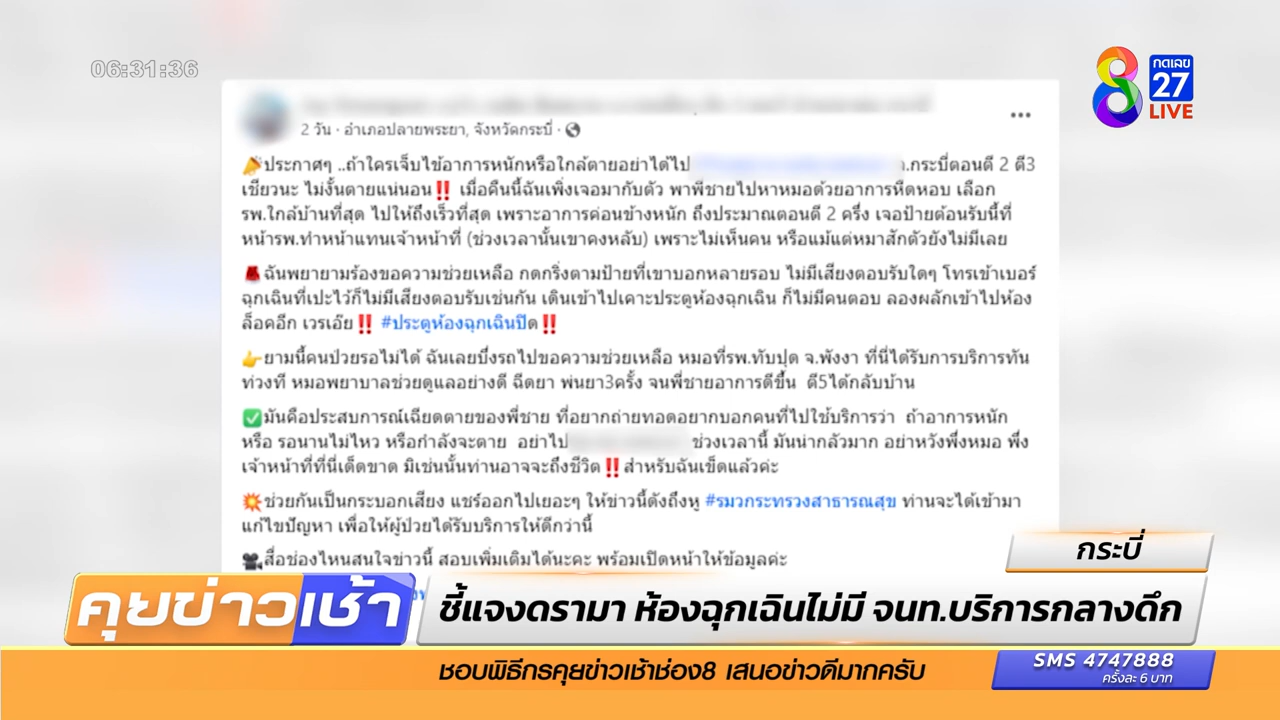 06:31:36
8
กดเลข
27
LIVE
2 วัน · อำเภอปลายพระยา, จังหวัดกระบี่ ·
ประกาศๆ ..ถ้าใครเจ็บไข้อาการหนักหรือใกล้ตายอย่าได้ไป ว.กระบี่ตอนตี 2 ตี3
เชียวนะ ไม่งั้นตายแน่นอน‼️ เมื่อคืนนี้ฉันเพิ่งเจอมากับตัว พาพี่ชายไปหาหมอด้วยอาการหืดหอบ เลือก
รพ.ใกล้บ้านที่สุด ไปให้ถึงเร็วที่สุด เพราะอาการค่อนข้างหนัก ถึงประมาณตอนตี 2 ครึ่ง เจอป้ายต้อนรับนี้ที่
หน้ารพ.ทำหน้าแทนเจ้าหน้าที่ (ช่วงเวลานั้นเขาคงหลับ) เพราะไม่เห็นคน หรือแม้แต่หมาสักตัวยังไม่มีเลย
ฉันพยายามร้องขอความช่วยเหลือ กดกริ่งตามป้ายที่เขาบอกหลายรอบ ไม่มีเสียงตอบรับใดๆ โทรเข้าเบอร์
ฉุกเฉินที่เปะไว้ก็ไม่มีเสียงตอบรับเช่นกัน เดินเข้าไปเคาะประตูห้องฉุกเฉิน ก็ไม่มีคนตอบ ลองผลักเข้าไปห้อง
ล็อคอีก เวรเอ๊ย‼️ #ประตูห้องฉุกเฉินปิด‼️
👉ยามนี้คนป่วยรอไม่ได้ ฉันเลยบึ่งรถไปขอความช่วยเหลือ หมอที่รพ.ทับปุด จ.พังงา ที่นี่ได้รับการบริการทัน
ท่วงที หมอพยาบาลช่วยดูแลอย่างดี ฉีดยา พ่นยา3ครั้ง จนพี่ชายอาการดีขึ้น ตี5ได้กลับบ้าน
✅มันคือประสบการณ์เฉียดตายของพี่ชาย ที่อยากถ่ายทอดอยากบอกคนที่ไปใช้บริการว่า ถ้าอาการหนัก
หรือ รอนานไม่ไหว หรือกำลังจะตาย อย่าไป ช่วงเวลานี้ มันน่ากลัวมาก อย่าหวังพึ่งหมอ พึ่ง
เจ้าหน้าที่ที่นี่เด็ดขาด มิเช่นนั้นท่านอาจจะถึงชีวิต‼️สำหรับฉันเข็ดแล้วค่ะ
💥ช่วยกันเป็นกระบอกเสียง แชร์ออกไปเยอะๆ ให้ข่าวนี้ดังถึงหู #รมวกระทรวงสาธารณสุข ท่านจะได้เข้ามา
แก้ไขปัญหา เพื่อให้ผู้ป่วยได้รับบริการให้ดีกว่านี้
🎥สื่อช่องไหนสนใจข่าวนี้ สอบเพิ่มเติมได้นะคะ พร้อมเปิดหน้าให้ข้อมูลค่ะ
กระบี่
คุยข่าวเช้า
ชี้แจงดรามา ห้องฉุกเฉินไม่มี จนท.บริการกลางดึก
ชอบพิธีกรคุยข่าวเช้าช่อง8 เสนอข่าวดีมากครับ
SMS 4747888
ครั้งละ 6 บาท